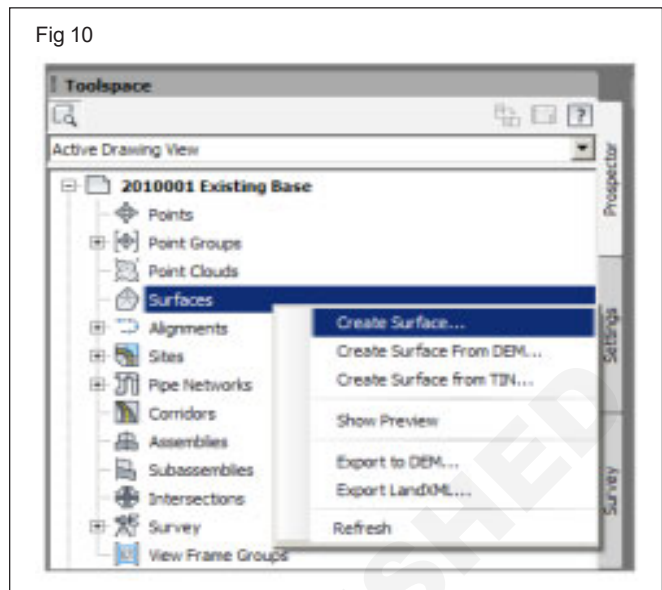 Fig 10
Toolspace
Active Drawing View
2010001 Existing Base
Points
Point Groups
Point Clouds
Surfaces
Alignments
Sites
Pipe Networks
Corridors
Assemblies
Subassemblies
Intersections
Survey
View Frame Groups
Create Surface...
Create Surface From DEM...
Create Surface from TIN...
Show Preview
Export to DEM...
Export LandXML...
Refresh
Prospector
Settings
Survey
SHED